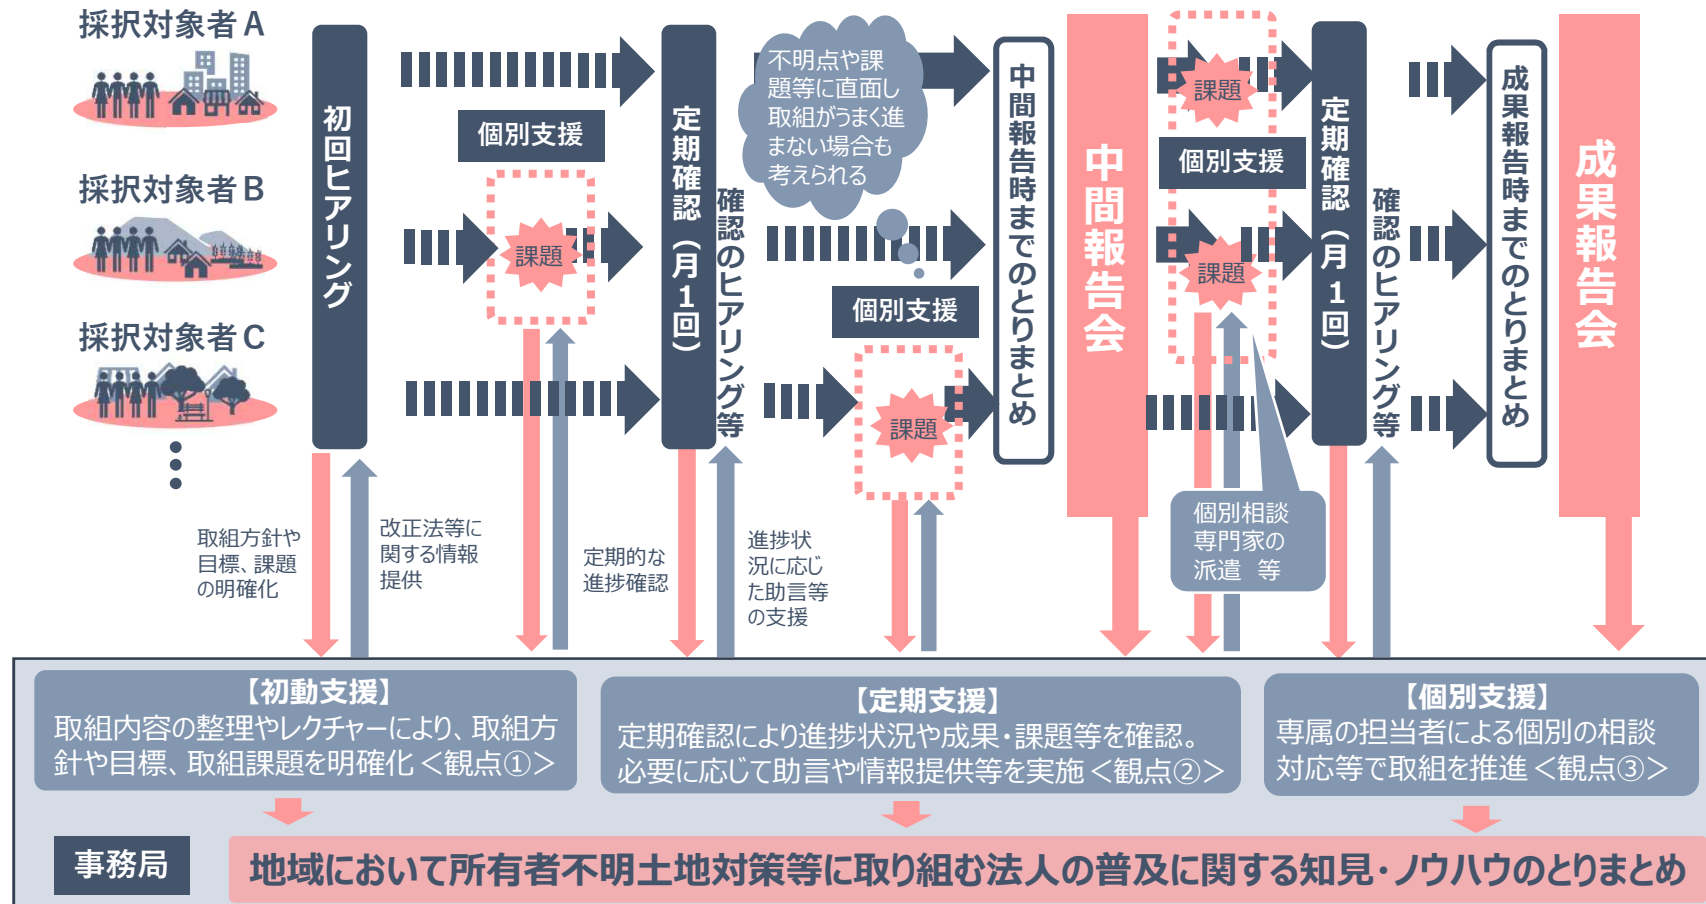 採択対象者A
採択対象者B
採択対象者C
初回ヒアリング
個別支援
課題
定期確認(月1回)
確認のヒアリング等
不明点や課
題等に直面し
取組がうまく進
まない場合も
考えられる
個別支援
課題
中間報告時までのとりまとめ
中間報告会
課題
個別支援
課題
定期確認(月1回)
確認のヒアリング等
成果報告時までのとりまとめ
成果報告会
取組方針や
目標、課題
の明確化
改正法等に
関する情報
提供
定期的な
進捗確認
進捗状
況に応じ
た助言等
の支援
個別相談
専門家の
派遣 等
【初動支援】
取組内容の整理やレクチャーにより、取組方
針や目標、取組課題を明確化<観点①>
【定期支援】
定期確認により進捗状況や成果・課題等を確認。
必要に応じて助言や情報提供等を実施<観点②>
【個別支援】
専属の担当者による個別の相談
対応等で取組を推進<観点③>
事務局
地域において所有者不明土地対策等に取り組む法人の普及に関する知見・ノウハウのとりまとめ